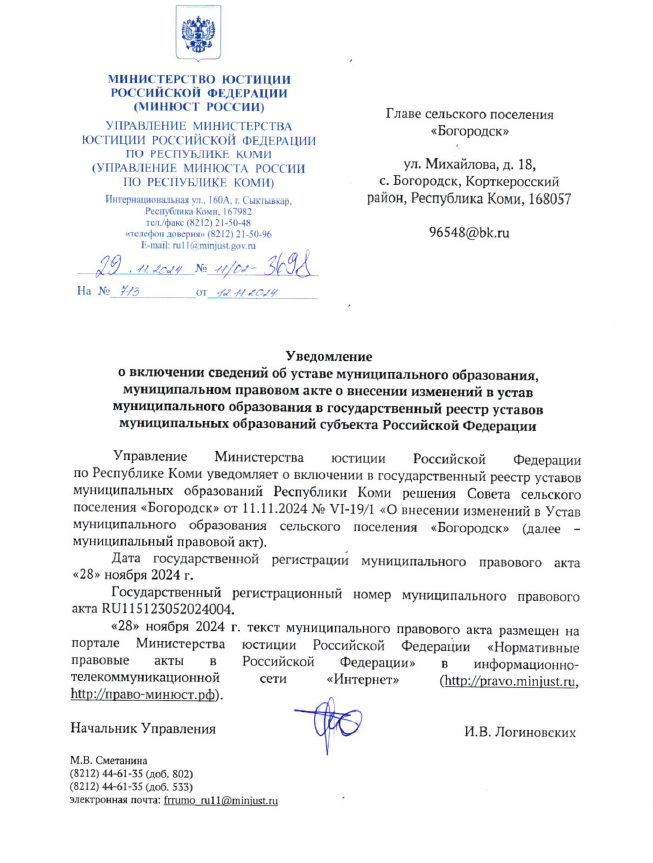 МИНИСТЕРСТВО ЮСТИЦИИ
РОССИЙСКОЙ ФЕДЕРАЦИИ
(МИНЮСТ РОССИИ)
УПРАВЛЕНИЕ МИНИСТЕРСТВА
ЮСТИЦИИ РОССИЙСКОЙ ФЕДЕРАЦИИ
ПО РЕСПУБЛИКЕ КОМИ
(УПРАВЛЕНИЕ МИНЮСТА РОССИИ
ПО РЕСПУБЛИКЕ КОМИ)
Интернациональная ул., 160А, г. Сыктывкар,
Республика Коми, 167982
тел./факс (8212) 21-50-48
«телефон доверия» (8212) 21-50-96
E-mail: ru11@minjust.gov.ru
29.11.2024 № 11/02-3698
На № 713 от 12.11.2024
Главе сельского поселения
«Богородск»
ул. Михайлова, д. 18,
с. Богородск, Корткеросский
район, Республика Коми, 168057
96548@bk.ru
Уведомление
о включении сведений об уставе муниципального образования,
муниципальном правовом акте о внесении изменений в устав
муниципального образования в государственный реестр уставов
муниципальных образований субъекта Российской Федерации
Управление Министерства юстиции Российской Федерации
по Республике Коми уведомляет о включении в государственный реестр уставов
муниципальных образований Республики Коми решения Совета сельского
поселения «Богородск» от 11.11.2024 № VI-19/1 «О внесении изменений в Устав
муниципального образования сельского поселения «Богородск» (далее –
муниципальный правовой акт).
Дата государственной регистрации муниципального правового акта
«28» ноября 2024 г.
Государственный регистрационный номер муниципального правового
акта RU115123052024004.
«28» ноября 2024 г. текст муниципального правового акта размещен на
портале Министерства юстиции Российской Федерации «Нормативные
правовые акты в Российской Федерации» в информационно-
телекоммуникационной сети «Интернет» (http://pravo.minjust.ru,
http://право-минюст.рф).
Начальник Управления
И.В. Логиновских
М.В. Сметанина
(8212) 44-61-35 (доб. 802)
(8212) 44-61-35 (доб. 533)
электронная почта: frrumo_ru11@minjust.ru